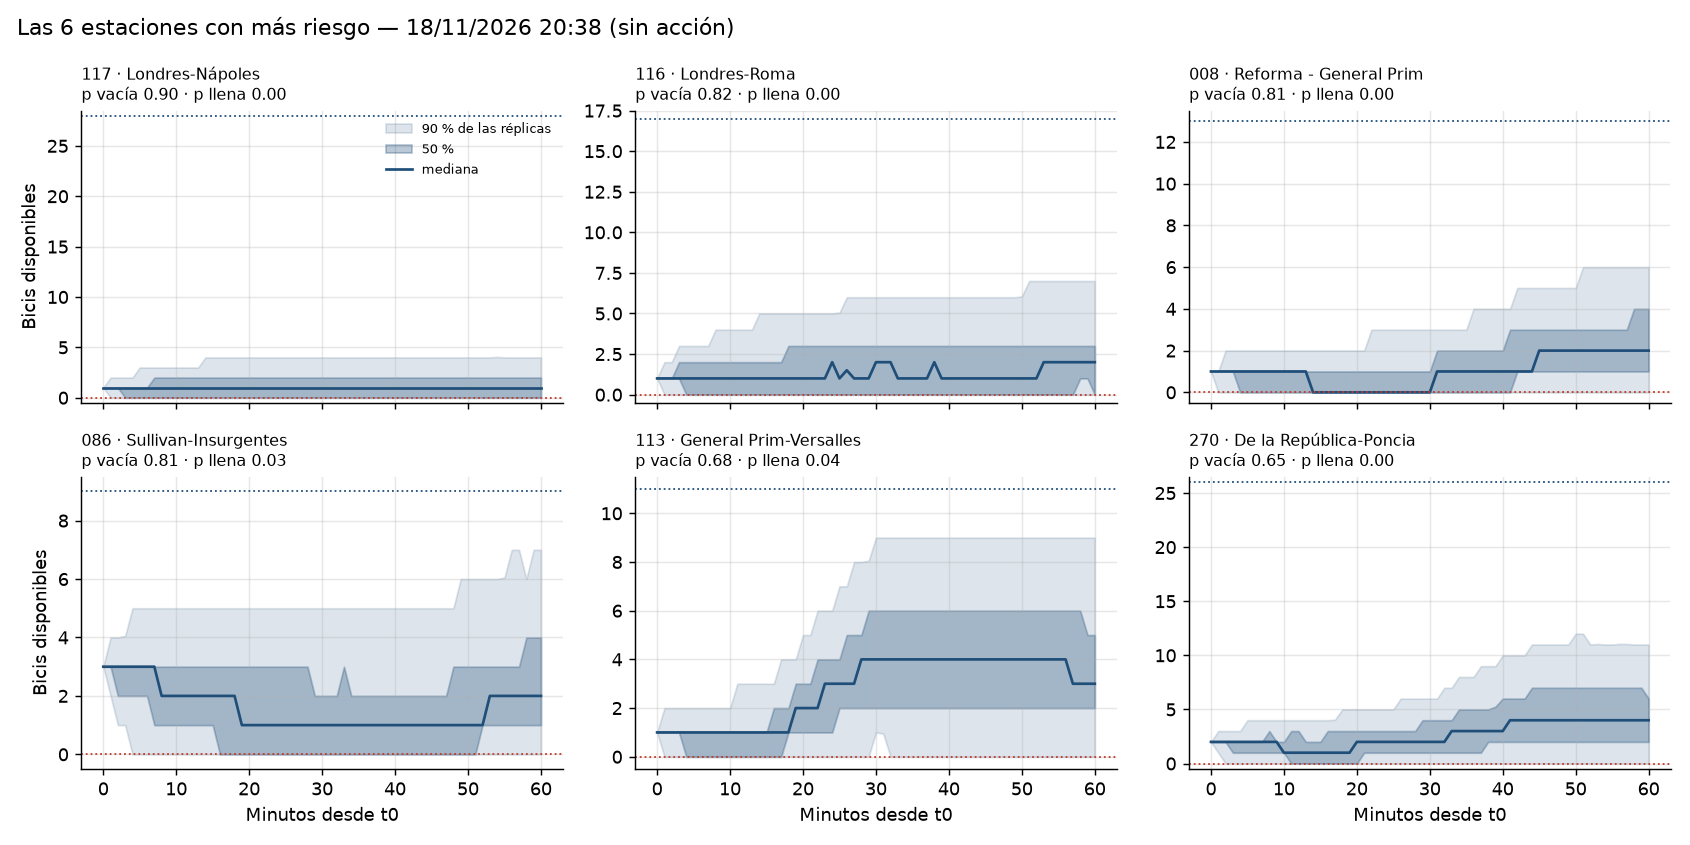 Las 6 estaciones con más riesgo — 18/11/2026 20:38 (sin acción)
117 · Londres-Nápoles
p vacía 0.90 · p llena 0.00
90 % de las réplicas
50 %
mediana
25
20
15
10
5
0
Bicis disponibles
116 · Londres-Roma
p vacía 0.82 · p llena 0.00
17.5
15.0
12.5
10.0
7.5
5.0
2.5
0.0
008 · Reforma - General Prim
p vacía 0.81 · p llena 0.00
12
10
8
6
4
2
0
086 · Sullivan-Insurgentes
p vacía 0.81 · p llena 0.03
8
6
4
2
0
Bicis disponibles
0 10 20 30 40 50 60
Minutos desde t0
113 · General Prim-Versalles
p vacía 0.68 · p llena 0.04
10
8
6
4
2
0
0 10 20 30 40 50 60
Minutos desde t0
270 · De la República-Poncia
p vacía 0.65 · p llena 0.00
25
20
15
10
5
0
0 10 20 30 40 50 60
Minutos desde t0